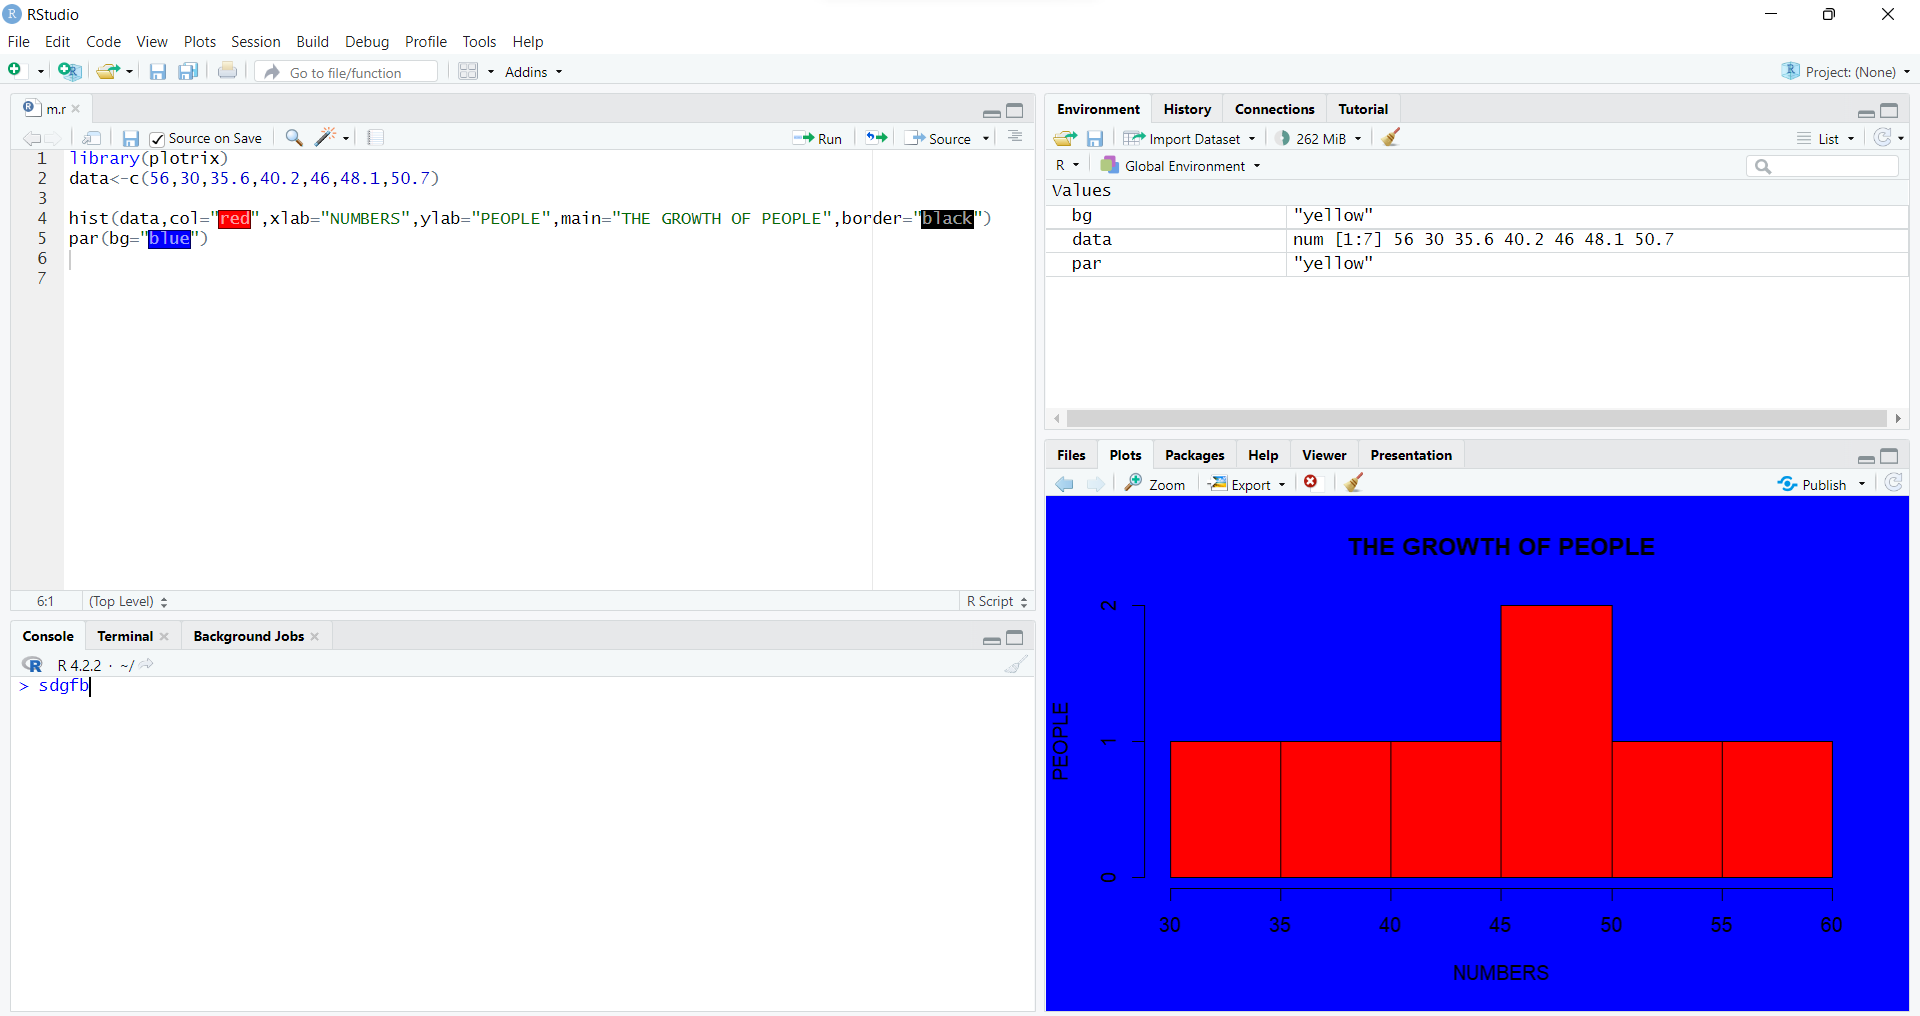 RStudio
File Edit Code View Plots Session Build Debug Profile Tools Help
Go to file/function Addins Project: (None)
m.r
Source on Save Run Source
1 library(plotrix)
2 data<-c(56,30,35.6,40.2,46,48.1,50.7)
3
4 hist(data,col="red",xlab="NUMBERS",ylab="PEOPLE",main="THE GROWTH OF PEOPLE",border="black")
5 par(bg="blue")
6
7
6:1 (Top Level) R Script
Console Terminal Background Jobs
R R 4.2.2 · ~/
> sdgfb
Environment History Connections Tutorial
Import Dataset 262 MiB List
R Global Environment
Values
bg "yellow"
data num [1:7] 56 30 35.6 40.2 46 48.1 50.7
par "yellow"
Files Plots Packages Help Viewer Presentation
Zoom Export Publish
THE GROWTH OF PEOPLE
PEOPLE
2
1
0
30 35 40 45 50 55 60
NUMBERS